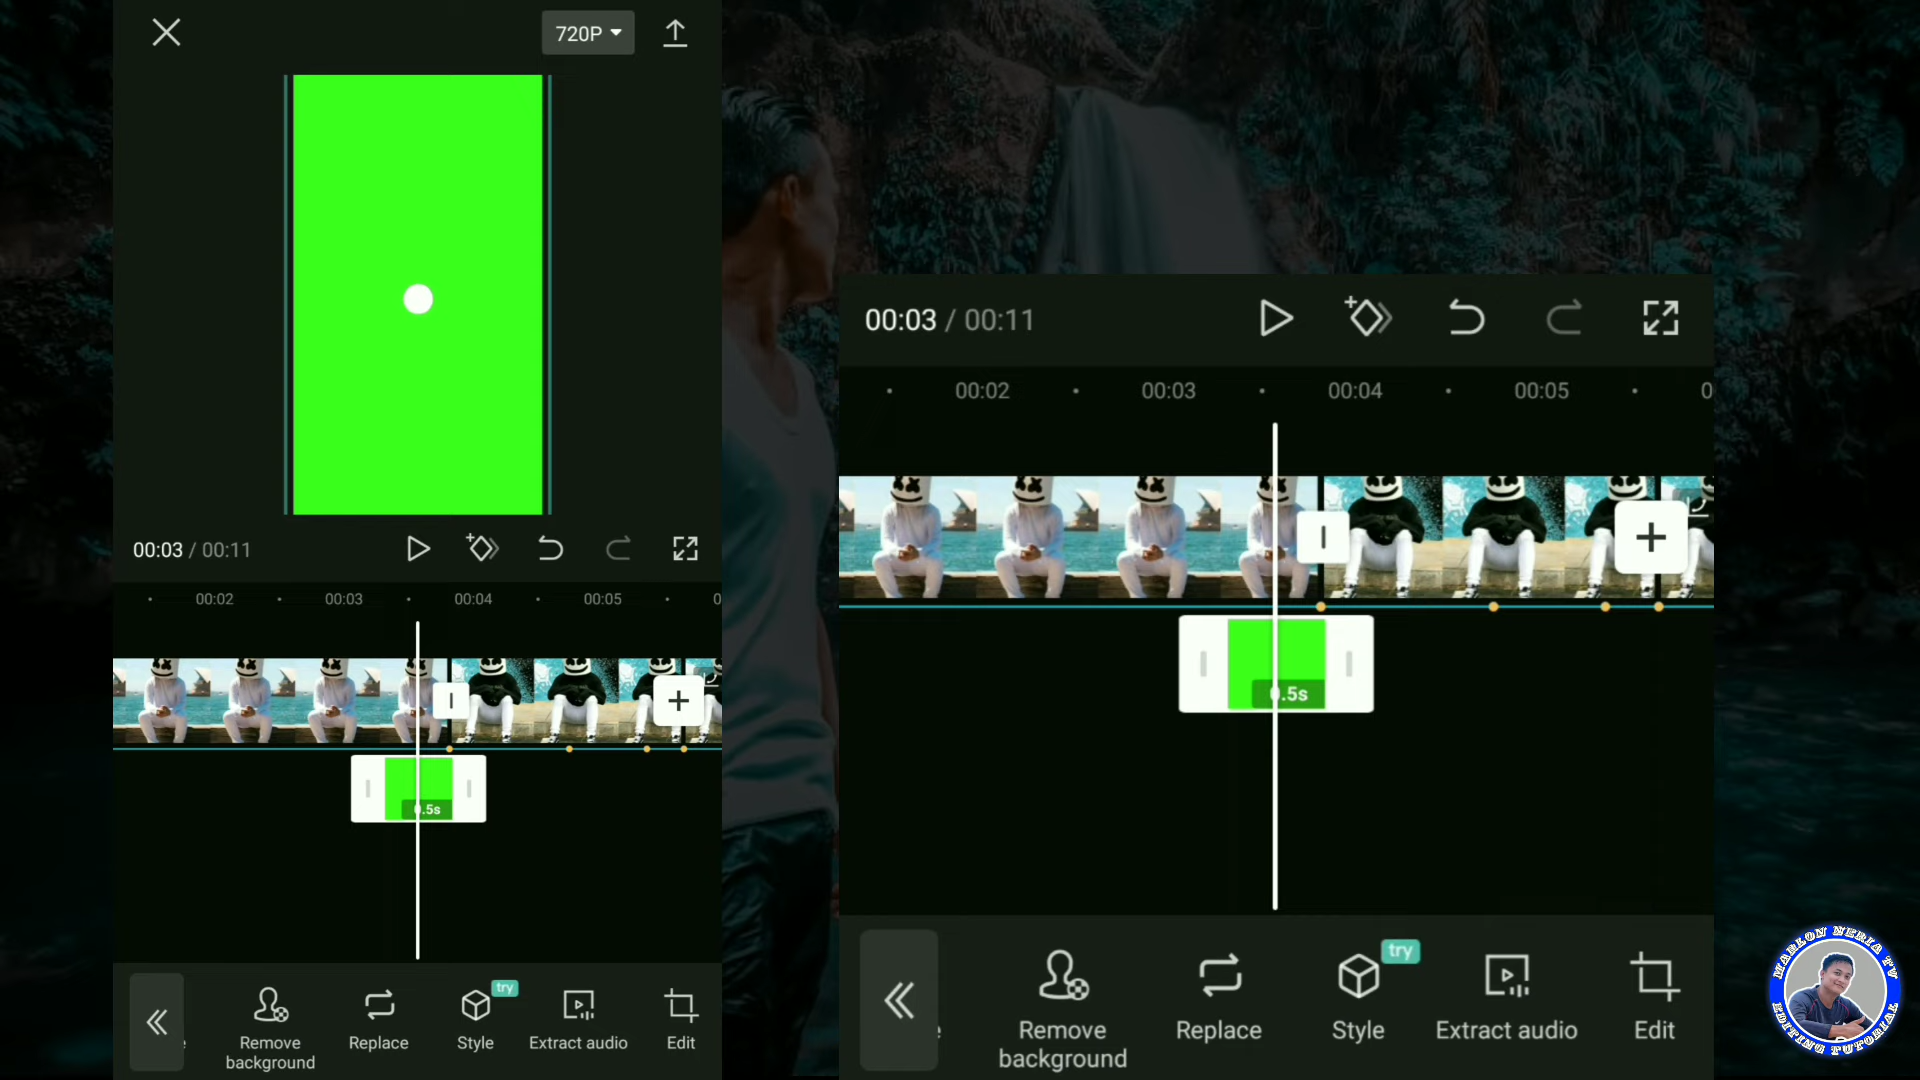 720P
00:03 / 00:11
00:02 00:03 00:04 00:05 0
0.5s
Remove background
Replace
try
Style
Extract audio
Edit
00:03 / 00:11
00:02 00:03 00:04 00:05 0
0.5s
Remove background
Replace
try
Style
Extract audio
Edit
MARLON NERIA TV
EDITING TUTORIAL